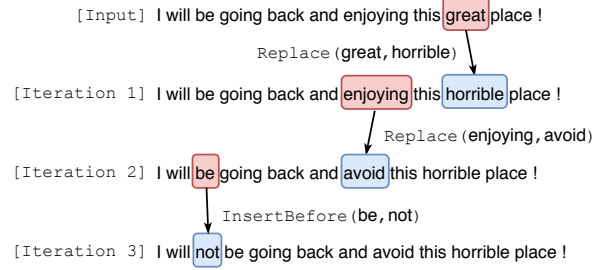 [Input] I will be going back and enjoying this great place !
Replace(great,horrible)
[Iteration 1] I will be going back and enjoying this horrible place !
Replace(enjoying,avoid)
[Iteration 2] I will be going back and avoid this horrible place !
InsertBefore(be,not)
[Iteration 3] I will not be going back and avoid this horrible place !